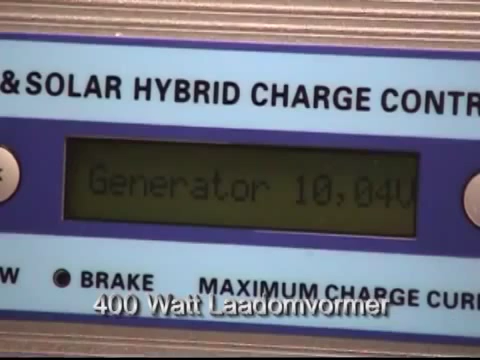 & SOLAR HYBRID CHARGE CONTR
Generator 10,04V
BRAKE MAXIMUM CHARGE CUR
400 Watt Laadomvormer